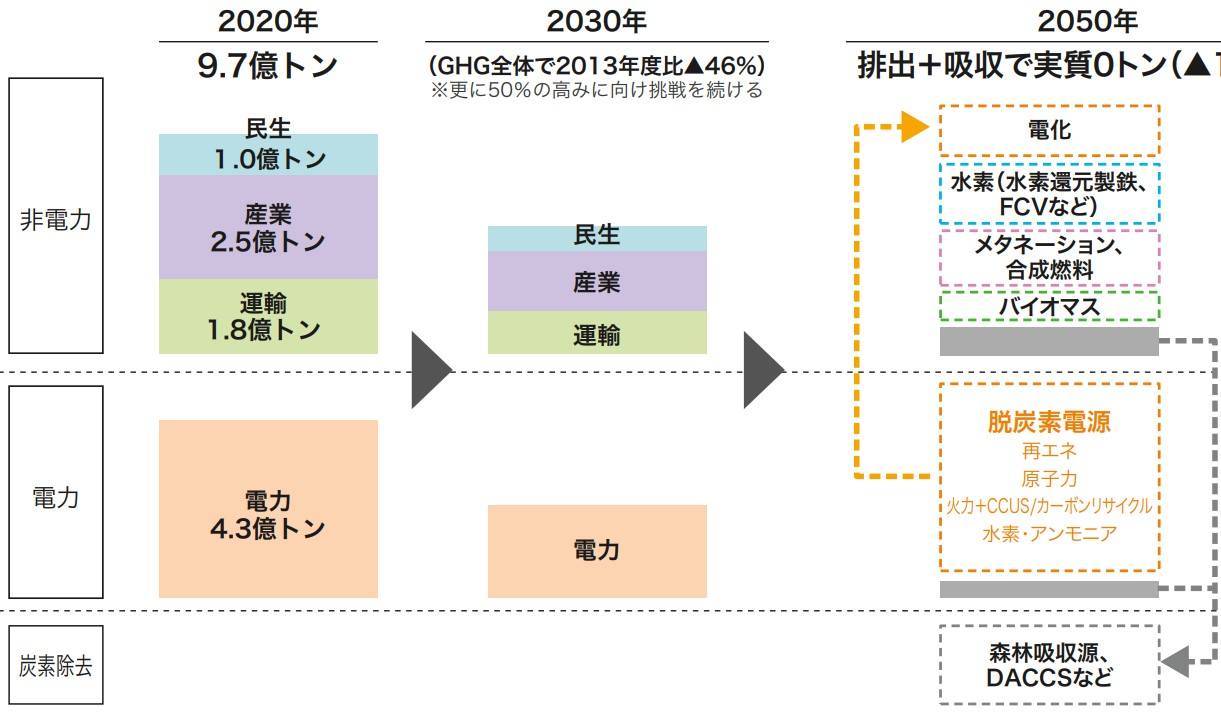 2020年
9.7億トン
2030年
(GHG全体で2013年度比▲46%)
※更に50%の高みに向け挑戦を続ける
2050年
排出＋吸収で実質0トン(▲1
非電力
民生
1.0億トン
産業
2.5億トン
運輸
1.8億トン
民生
産業
運輸
電化
水素(水素還元製鉄、
FCVなど)
メタネーション、
合成燃料
バイオマス
電力
電力
4.3億トン
電力
脱炭素電源
再エネ
原子力
火力+CCUS/カーボンリサイクル
水素・アンモニア
炭素除去
森林吸収源、
DACCSなど